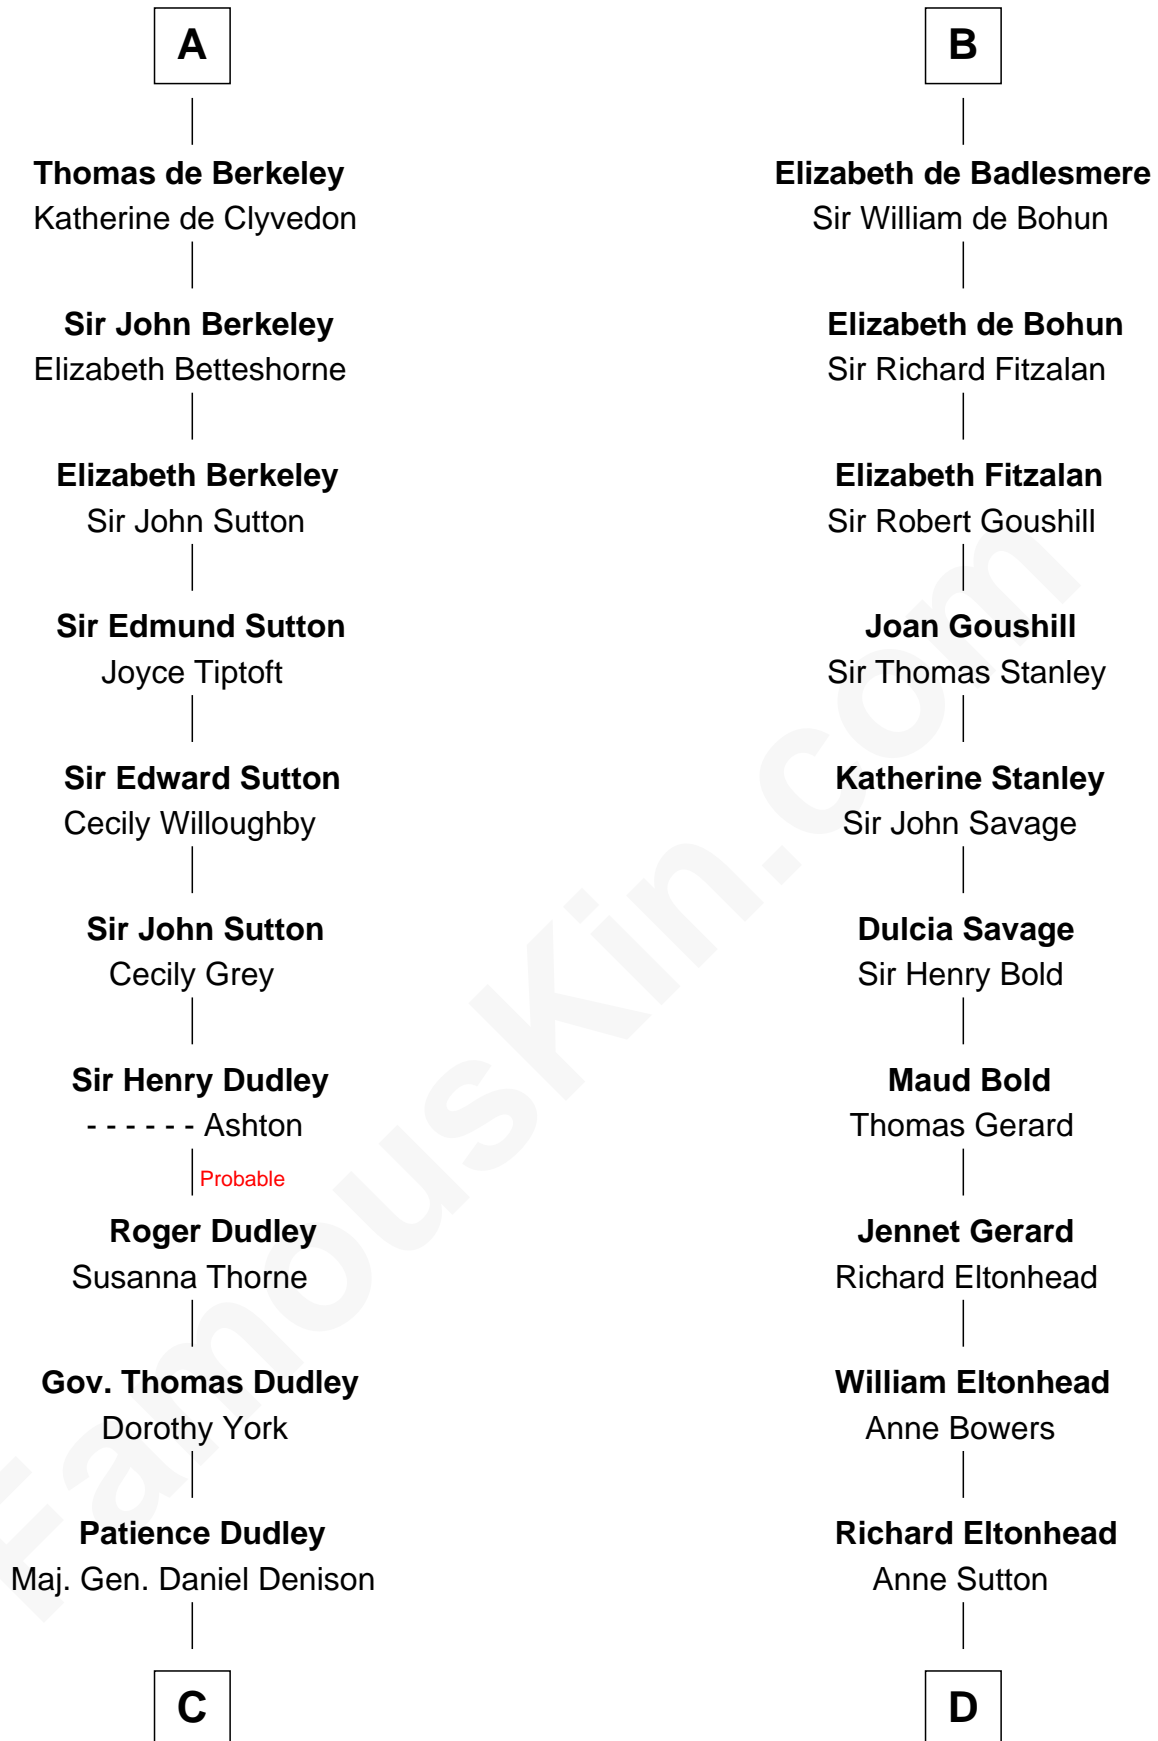 A
Thomas de Berkeley
Katherine de Clyvedon
Sir John Berkeley
Elizabeth Betteshorne
Elizabeth Berkeley
Sir John Sutton
Sir Edmund Sutton
Joyce Tiptoft
Sir Edward Sutton
Cecily Willoughby
Sir John Sutton
Cecily Grey
Sir Henry Dudley
- - - - - - Ashton
Probable
Roger Dudley
Susanna Thorne
Gov. Thomas Dudley
Dorothy York
Patience Dudley
Maj. Gen. Daniel Denison
C
B
Elizabeth de Badlesmere
Sir William de Bohun
Elizabeth de Bohun
Sir Richard Fitzalan
Elizabeth Fitzalan
Sir Robert Goushill
Joan Goushill
Sir Thomas Stanley
Katherine Stanley
Sir John Savage
Dulcia Savage
Sir Henry Bold
Maud Bold
Thomas Gerard
Jennet Gerard
Richard Eltonhead
William Eltonhead
Anne Bowers
Richard Eltonhead
Anne Sutton
D
FamousKin.com